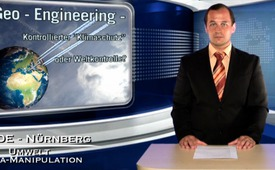 Geo - Engineering -
Kontrollierter "Klimaschutz"
oder Weltkontrolle?
DE - Nürnberg
Umwelt
A-Manipulation